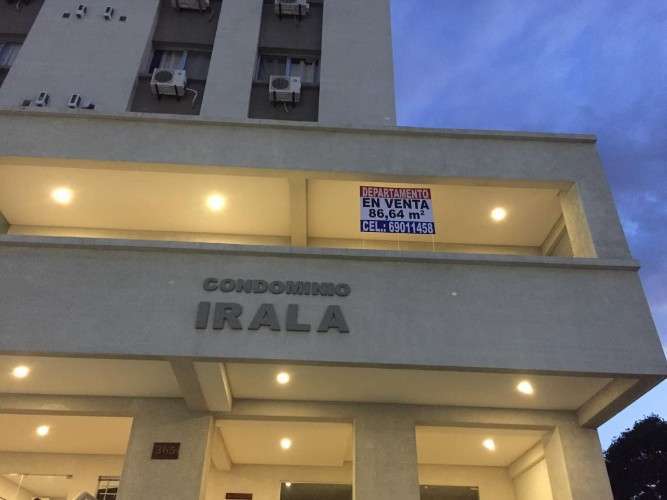 DEPARTAMENTO
EN VENTA
86,64 m²
CEL.: 69011458
CONDOMINIO
IRALA